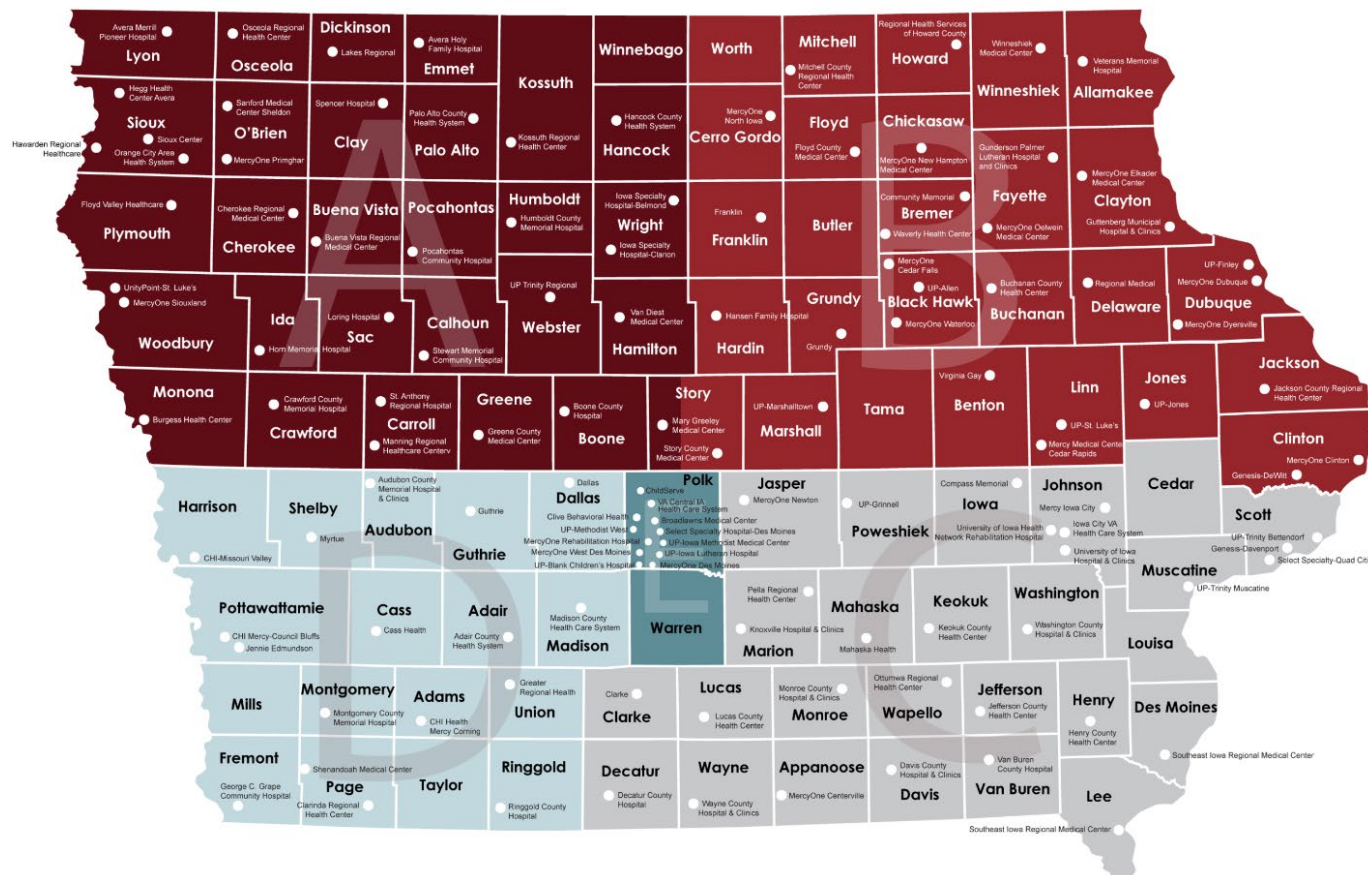 Avera Merrill
Pioneer Hospital
Lyon
Osceola Regional
Health Center
Osceola
Dickinson
Lakes Regional
Avera Holy
Family Hospital
Emmet
Kossuth
Kossuth Regional
Health Center
Winnebago
Worth
Mitchell
Mitchell County
Regional Health
Center
Regional Health Services
of Howard County
Howard
Winneshiek
Medical Center
Winneshiek
Veterans Memorial
Hospital
Allamakee
Hegg Health
Center Avera
Sioux
Sioux Center
Hawarden Regional
Healthcare
Orange City Area
Health System
Sanford Medical
Center Sheldon
O'Brien
MercyOne Primghar
Spencer Hospital
Clay
Palo Alto County
Health System
Palo Alto
Hancock County
Health System
Hancock
MercyOne
North Iowa
Cerro Gordo
Floyd
Floyd County
Medical Center
Chickasaw
MercyOne New Hampton
Medical Center
Gunderson Palmer
Lutheran Hospital
and Clinics
Fayette
MercyOne Oelwein
Medical Center
MercyOne Elkader
Medical Center
Clayton
Guttenberg Municipal
Hospital & Clinics
A
B
Floyd Valley Healthcare
Plymouth
Cherokee Regional
Medical Center
Cherokee
Buena Vista
Buena Vista Regional
Medical Center
Pocahontas
Pocahontas
Community Hospital
Humboldt
Humboldt County
Memorial Hospital
Iowa Specialty
Hospital-Belmond
Wright
Iowa Specialty
Hospital-Clarion
Franklin
Franklin
Butler
Community Memorial
Bremer
Waverly Health Center
UnityPoint-St. Luke's
MercyOne Siouxland
Woodbury
Ida
Horn Memorial Hospital
Loring Hospital
Sac
Calhoun
Stewart Memorial
Community Hospital
UP Trinity Regional
Webster
Van Diest
Medical Center
Hamilton
Hansen Family Hospital
Hardin
Grundy
Grundy
MercyOne
Cedar Falls
UP-Allen
Black Hawk
MercyOne Waterloo
Buchanan County
Health Center
Buchanan
Regional Medical
Delaware
UP-Finley
MercyOne Dubuque
Dubuque
MercyOne Dyersville
Monona
Burgess Health Center
Crawford County
Memorial Hospital
Crawford
St. Anthony
Regional Hospital
Carroll
Manning Regional
Healthcare Centerv
Greene
Greene County
Medical Center
Boone County
Hospital
Boone
Story
Mary Greeley
Medical Center
Story County
Medical Center
UP-Marshalltown
Marshall
Tama
Virginia Gay
Benton
Linn
UP-St. Luke's
Mercy Medical Center
Cedar Rapids
Jones
UP-Jones
Jackson
Jackson County Regional
Health Center
Clinton
MercyOne Clinton
Genesis-DeWitt
Harrison
CHI-Missouri Valley
Shelby
Myrtue
Audubon County
Memorial Hospital
& Clinics
Audubon
Guthrie
Guthrie
Dallas
Dallas
Clive Behavioral Health
UP-Methodist West
MercyOne Rehabilitation Hospital
MercyOne West Des Moines
UP-Blank Children's Hospital
Polk
ChildServe
VA Central IA
Health Care System
Broadlawns Medical Center
Select Specialty Hospital-Des Moines
UP-Iowa Methodist Medical Center
UP-Iowa Lutheran Hospital
MercyOne Des Moines
Jasper
MercyOne Newton
UP-Grinnell
Poweshiek
Compass Memorial
Iowa
University of Iowa Health
Network Rehabilitation Hospital
Johnson
Mercy Iowa City
Iowa City VA
Health Care System
University of Iowa
Hospital & Clinics
Cedar
Scott
UP-Trinity Bettendorf
Genesis-Davenport
Select Specialty-Quad Citi
Muscatine
UP-Trinity Muscatine
D
E
C
Pottawattamie
CHI Mercy-Council Bluffs
Jennie Edmundson
Cass
Cass Health
Adair
Adair County
Health System
Madison County
Health Care System
Madison
Warren
Pella Regional
Health Center
Knoxville Hospital & Clinics
Marion
Mahaska
Mahaska Health
Keokuk
Keokuk County
Health Center
Washington
Washington County
Hospital & Clinics
Louisa
Mills
Montgomery
Montgomery County
Memorial Hospital
Adams
CHI Health
Mercy Corning
Greater
Regional Health
Union
Clarke
Clarke
Lucas
Lucas County
Health Center
Monroe County
Hospital & Clinics
Monroe
Ottumwa Regional
Health Center
Wapello
Jefferson
Jefferson County
Health Center
Henry
Henry County
Health Center
Des Moines
Southeast Iowa Regional Medical Center
Fremont
George C. Grape
Community Hospital
Shenandoah Medical Center
Page
Clarinda Regional
Health Center
Taylor
Ringgold
Ringgold County
Hospital
Decatur
Decatur County
Hospital
Wayne
Wayne County
Hospital & Clinics
Appanoose
MercyOne Centerville
Davis County
Hospital & Clinics
Davis
Van Buren
County Hospital
Van Buren
Lee
Southeast Iowa Regional Medical Center